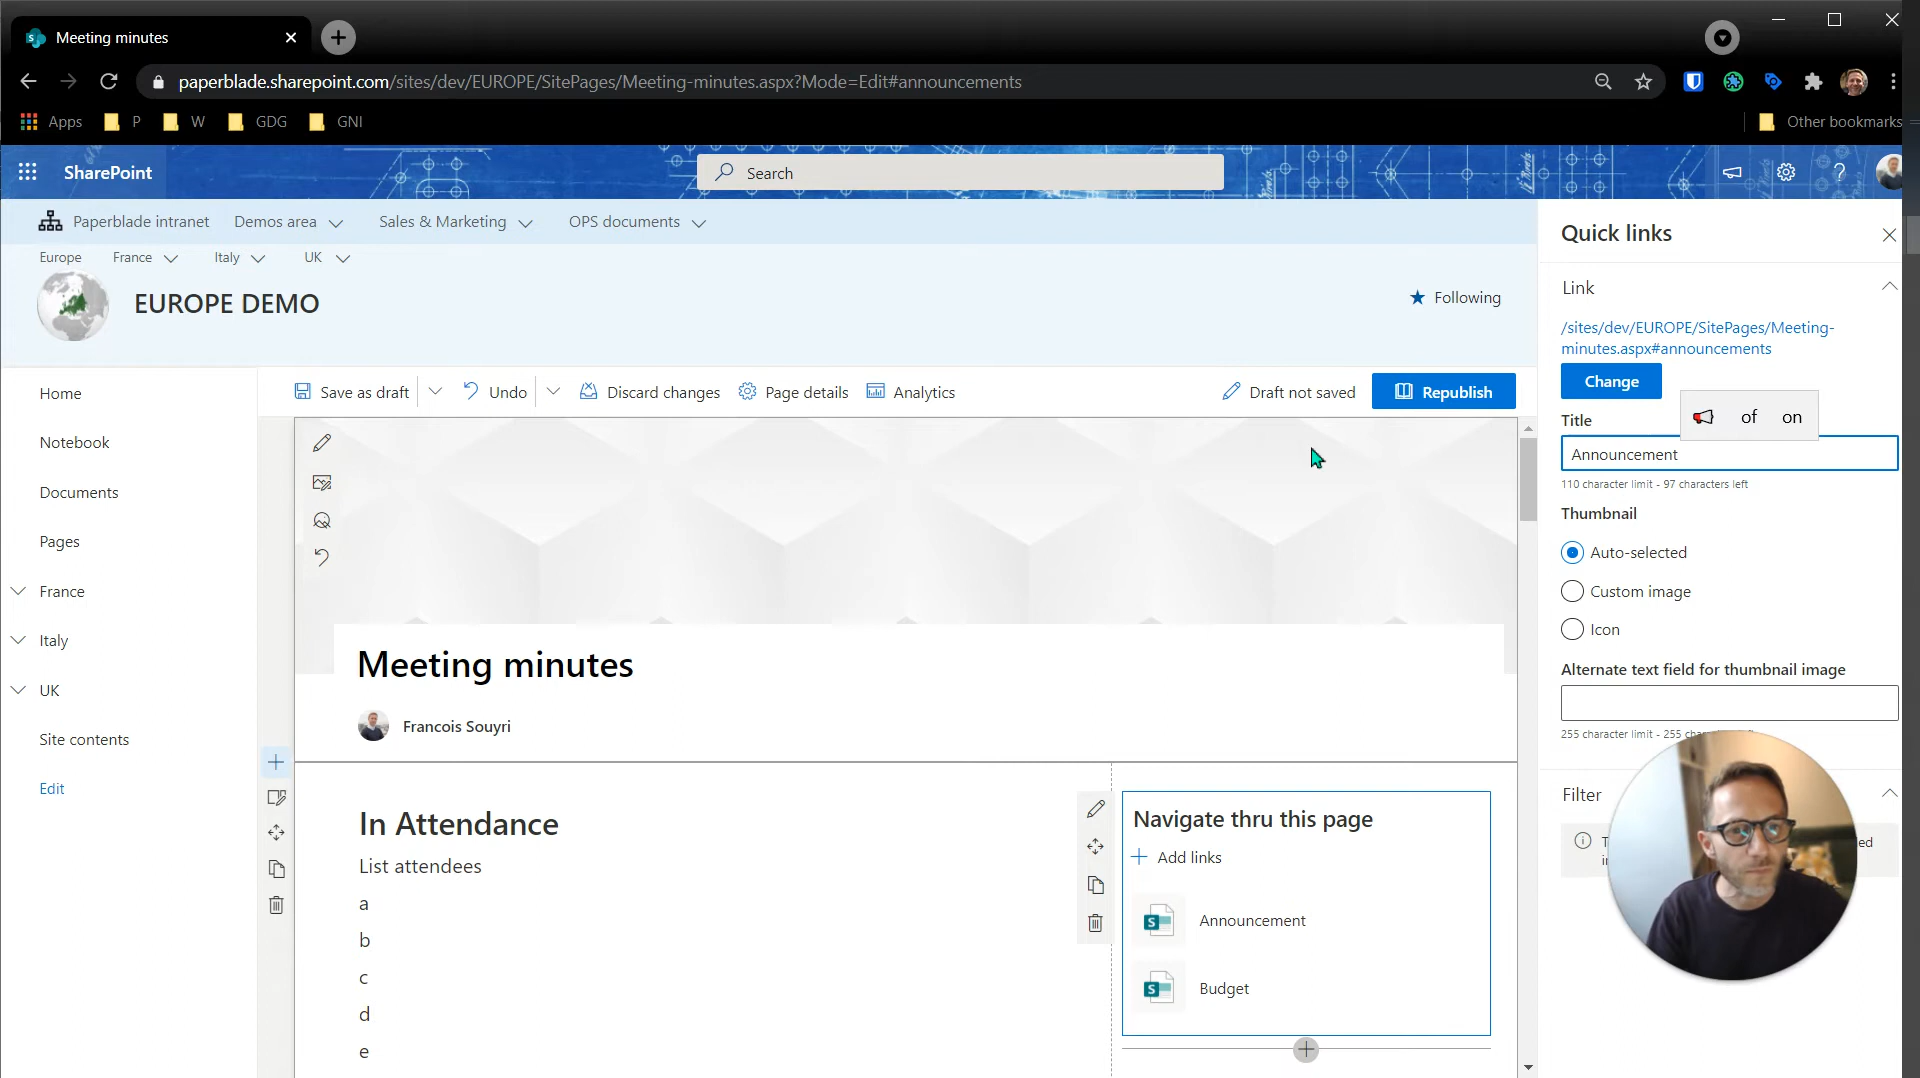 Meeting minutes
paperblade.sharepoint.com/sites/dev/EUROPE/SitePages/Meeting-minutes.aspx?Mode=Edit#announcements
Apps P W GDG GNI Other bookmarks
SharePoint Search
Paperblade intranet Demos area Sales & Marketing OPS documents
Europe France Italy UK
EUROPE DEMO
Following
Home
Notebook
Documents
Pages
France
Italy
UK
Site contents
Edit
Save as draft Undo Discard changes Page details Analytics Draft not saved Republish
Meeting minutes
Francois Souyri
In Attendance
List attendees
a
b
c
d
e
Navigate thru this page
Add links
S Announcement
S Budget
Quick links
Link
/sites/dev/EUROPE/SitePages/Meeting-
minutes.aspx#announcements
Change
of on
Title
Announcement
110 character limit - 97 characters left
Thumbnail
Auto-selected
Custom image
Icon
Alternate text field for thumbnail image
255 character limit - 255
Filter